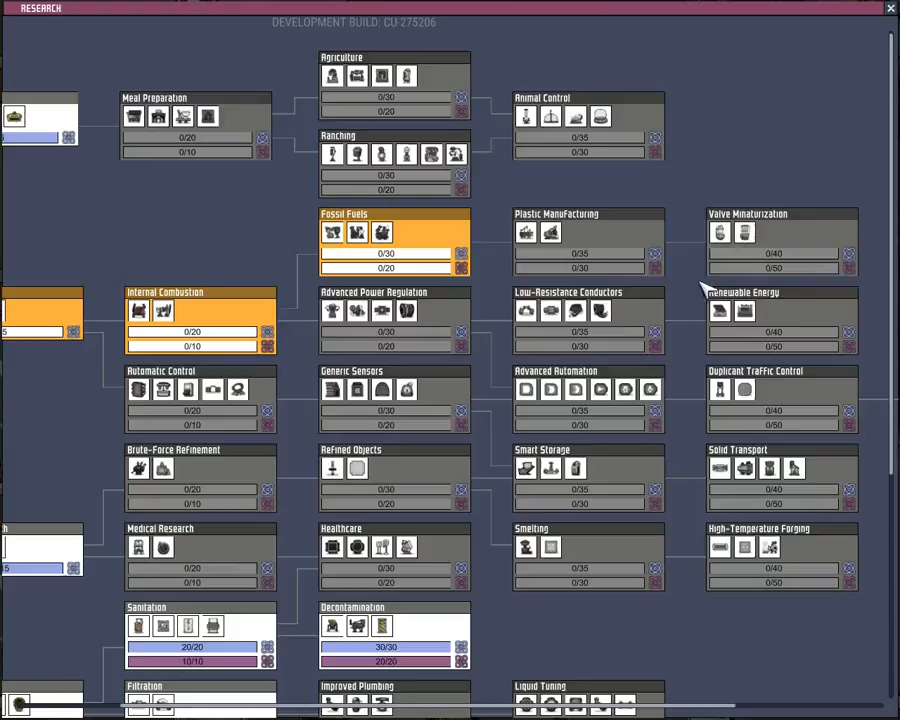 RESEARCH
DEVELOPMENT BUILD: CU-275206
Agriculture
0/30
0/20
Meal Preparation
0/20
0/10
Animal Control
0/35
0/30
Ranching
0/30
0/20
Fossil Fuels
0/30
0/20
Plastic Manufacturing
0/35
0/30
Valve Minaturization
0/40
0/50
5
Internal Combustion
0/20
0/10
Advanced Power Regulation
0/30
0/20
Low-Resistance Conductors
0/35
0/30
Renewable Energy
0/40
0/50
Automatic Control
0/20
0/10
Generic Sensors
0/30
0/20
Advanced Automation
0/35
0/30
Duplicant Traffic Control
0/40
0/50
Brute-Force Refinement
0/20
0/10
Refined Objects
0/30
0/20
Smart Storage
0/35
0/30
Solid Transport
0/40
0/50
h
15
Medical Research
0/20
0/10
Healthcare
0/30
0/20
Smelting
0/35
0/30
High-Temperature Forging
0/40
0/50
Sanitation
20/20
10/10
Decontamination
30/30
20/20
Filtration
Improved Plumbing
Liquid Tuning